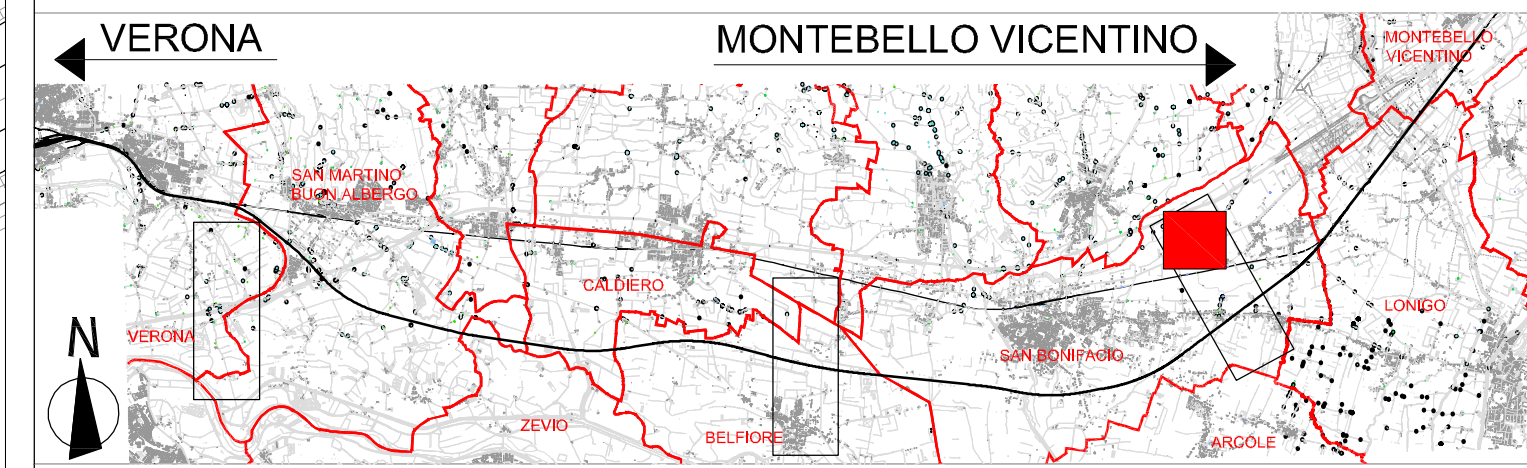 VERONA
MONTEBELLO VICENTINO
MONTEBELLO
VICENTINO
SAN MARTINO
BUON ALBERGO
CALDIERO
LONIGO
N
VERONA
SAN BONIFACIO
ZEVIO
BELFIORE
ARCOLE